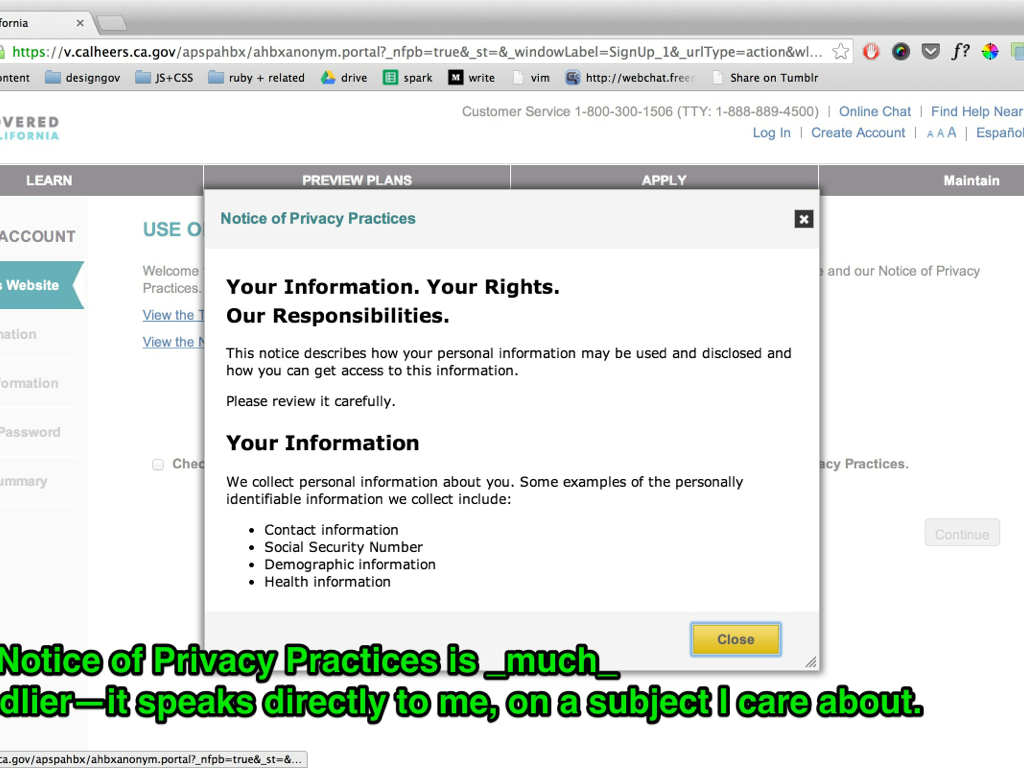 fornia
https://v.calheers.ca.gov/apspahbx/ahbxanonym.portal?_nfpb=true&_st=&_windowLabel=SignUp_1&_urlType=action&wl...
f?
ontent designgov JS+CSS ruby + related drive spark M write vim http://webchat.free Share on Tumblr
Customer Service 1-800-300-1506 (TTY: 1-888-889-4500) | Online Chat | Find Help Near
VERED
LIFORNIA
Log In | Create Account | A A A | Español
LEARN PREVIEW PLANS APPLY Maintain
Notice of Privacy Practices
ACCOUNT
USE O
Welcome
e and our Notice of Privacy
Practices.
s Website
View the T
View the N
mation
formation
Password
ummary
Your Information. Your Rights.
Our Responsibilities.
This notice describes how your personal information may be used and disclosed and
how you can get access to this information.
Please review it carefully.
Your Information
Chec
acy Practices.
We collect personal information about you. Some examples of the personally
identifiable information we collect include:
• Contact information
• Social Security Number
• Demographic information
• Health information
Continue
Close
Notice of Privacy Practices is _much_
dlier—it speaks directly to me, on a subject I care about.
ca.gov/apspahbx/ahbxanonym.portal?_nfpb=true&_st=&...